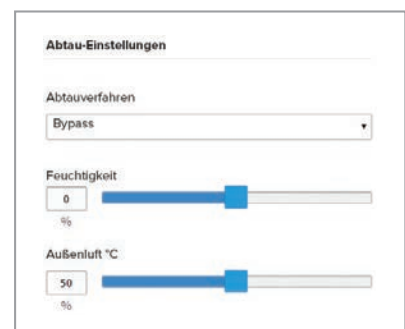 Abtau-Einstellungen
Abtauverfahren
Bypass
Feuchtigkeit
0
%
Außenluft °C
50
%